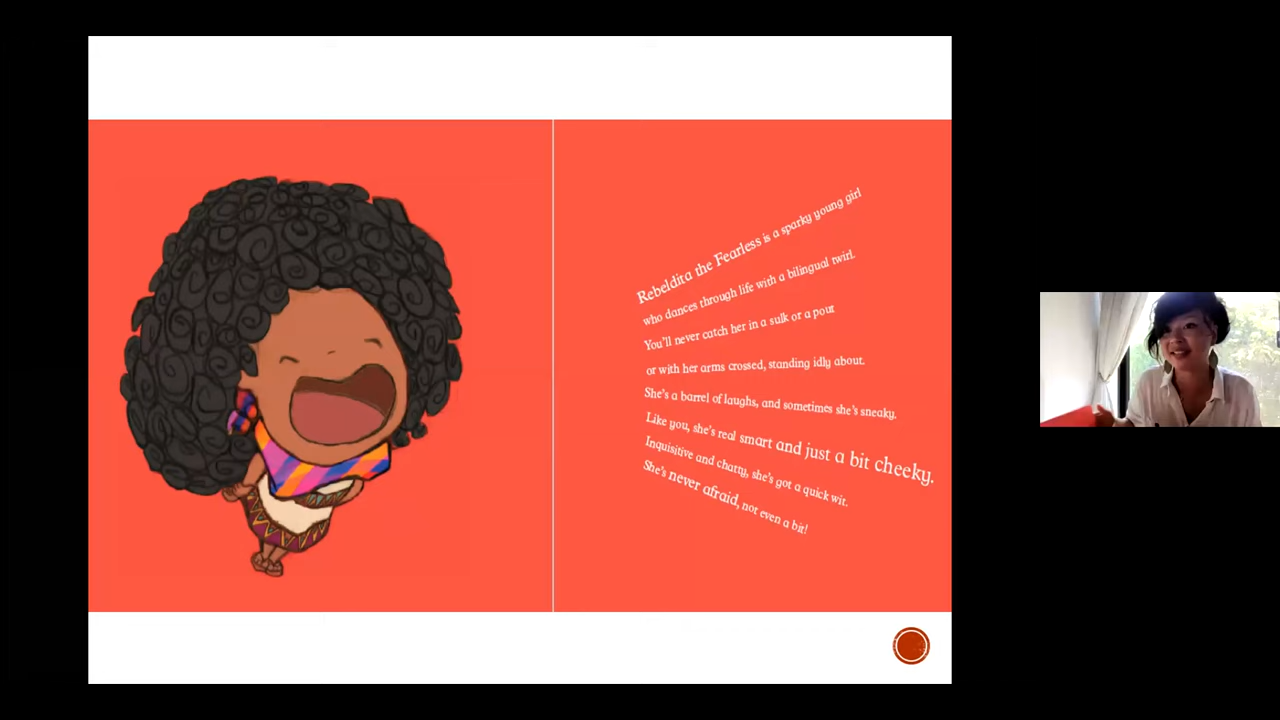 Rebeldita the Fearless is a sparky young girl
who dances through life with a bilingual twirl.
You'll never catch her in a sulk or a pour
or with her arms crossed, standing idly about.
She's a barrel of laughs, and sometimes she's sneaky.
Like you, she's real smart and just a bit cheeky.
Inquisitive and chatty, she's got a quick wit.
She's never afraid, not even a bit!